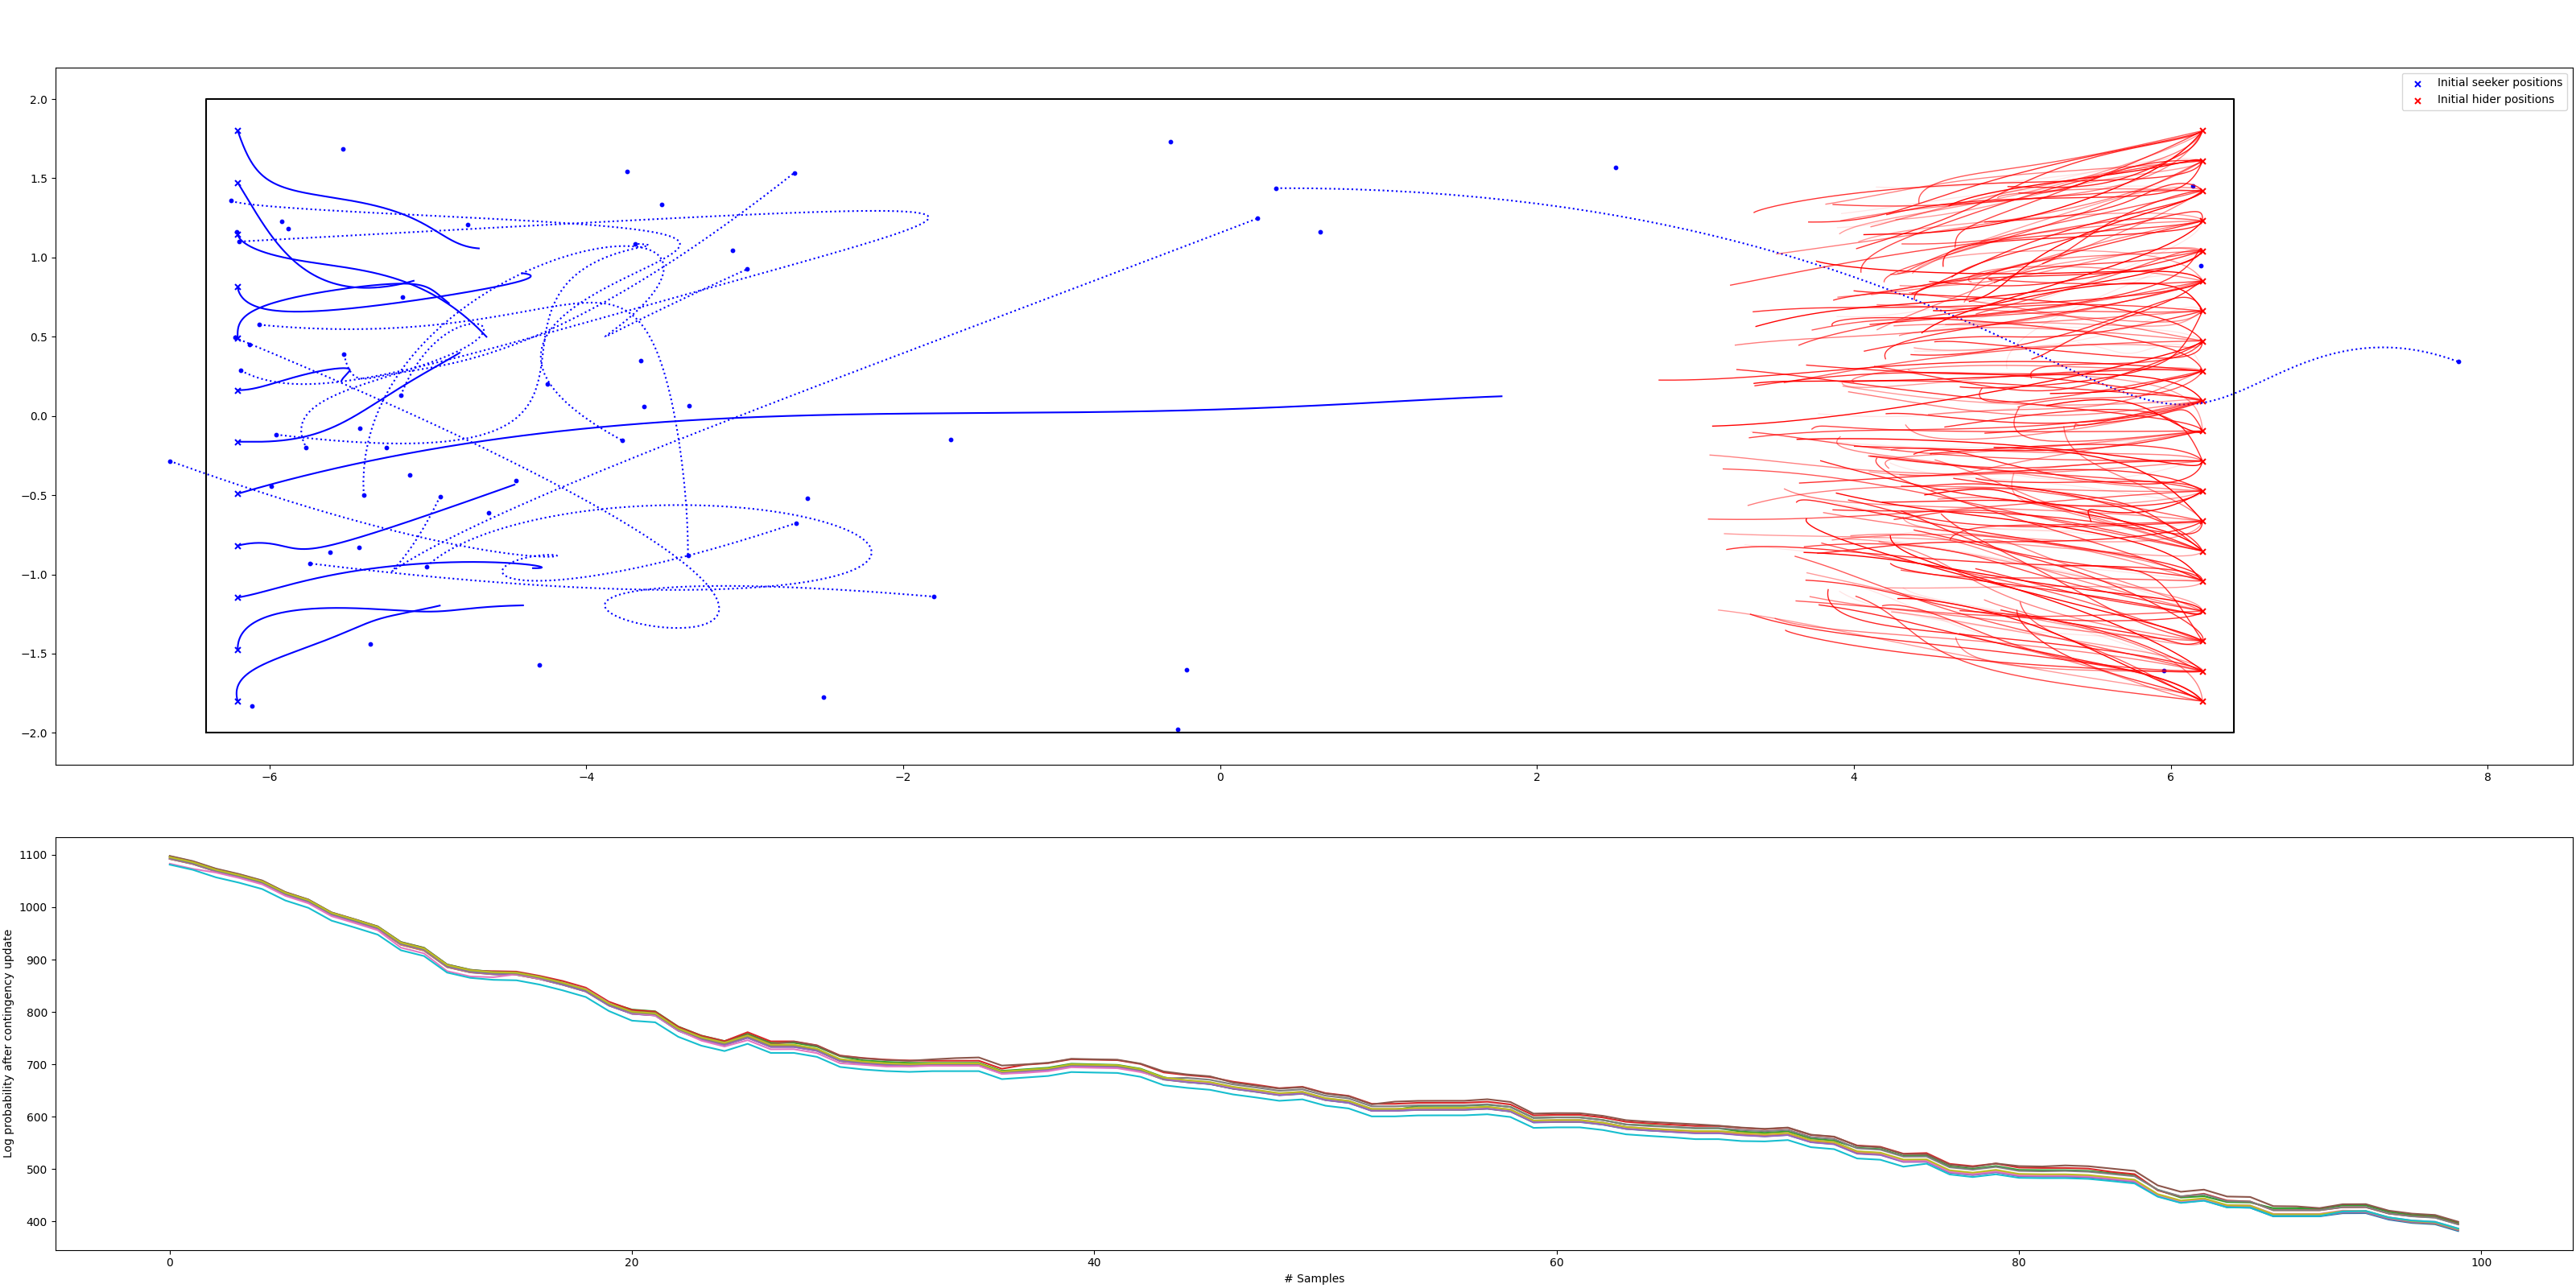 Initial seeker positions
Initial hider positions
2.0
1.5
1.0
0.5
0.0
−0.5
−1.0
−1.5
−2.0
−6 −4 −2 0 2 4 6 8
Log probability after contingency update
1100
1000
900
800
700
600
500
400
0 20 40 60 80 100
# Samples